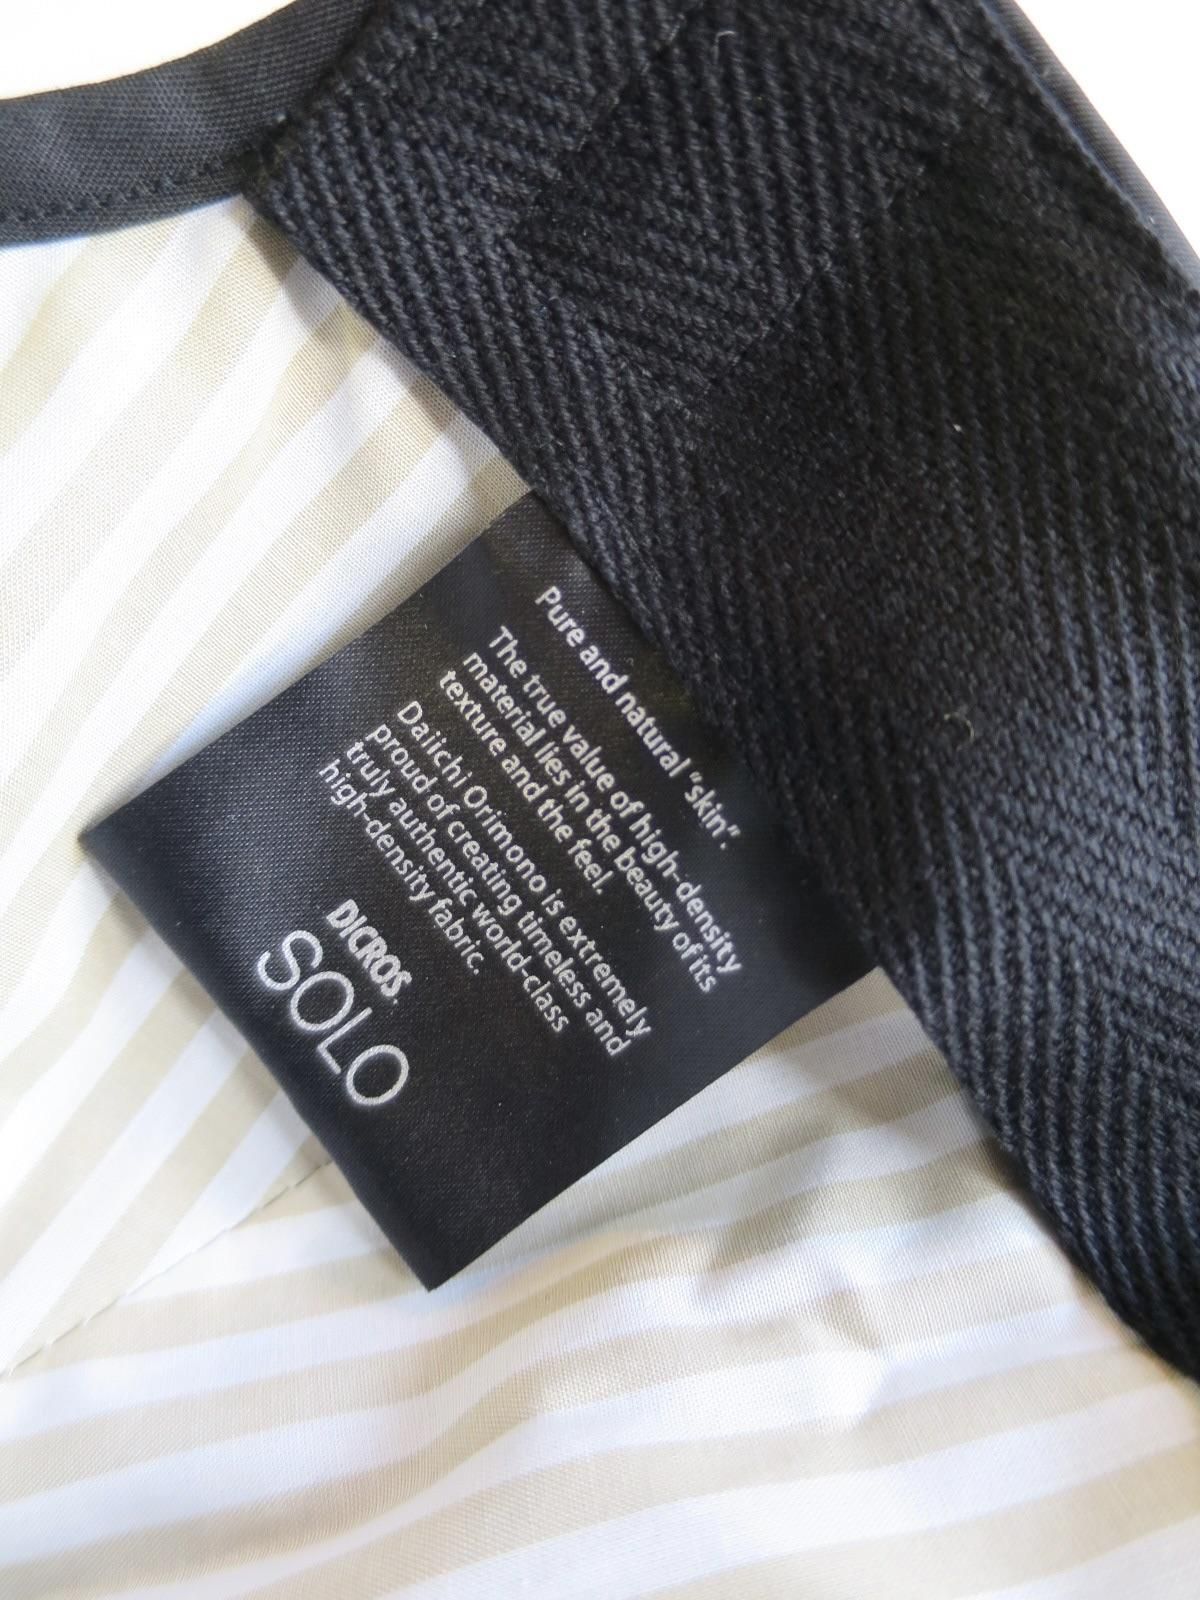 Pure and natural "skin".
The true value of high-density
material lies in the beauty of its
texture and the feel.
Daiichi Orimono is extremely
proud of creating timeless and
truly authentic world-class
high-density fabric.
DICROS.
SOLO